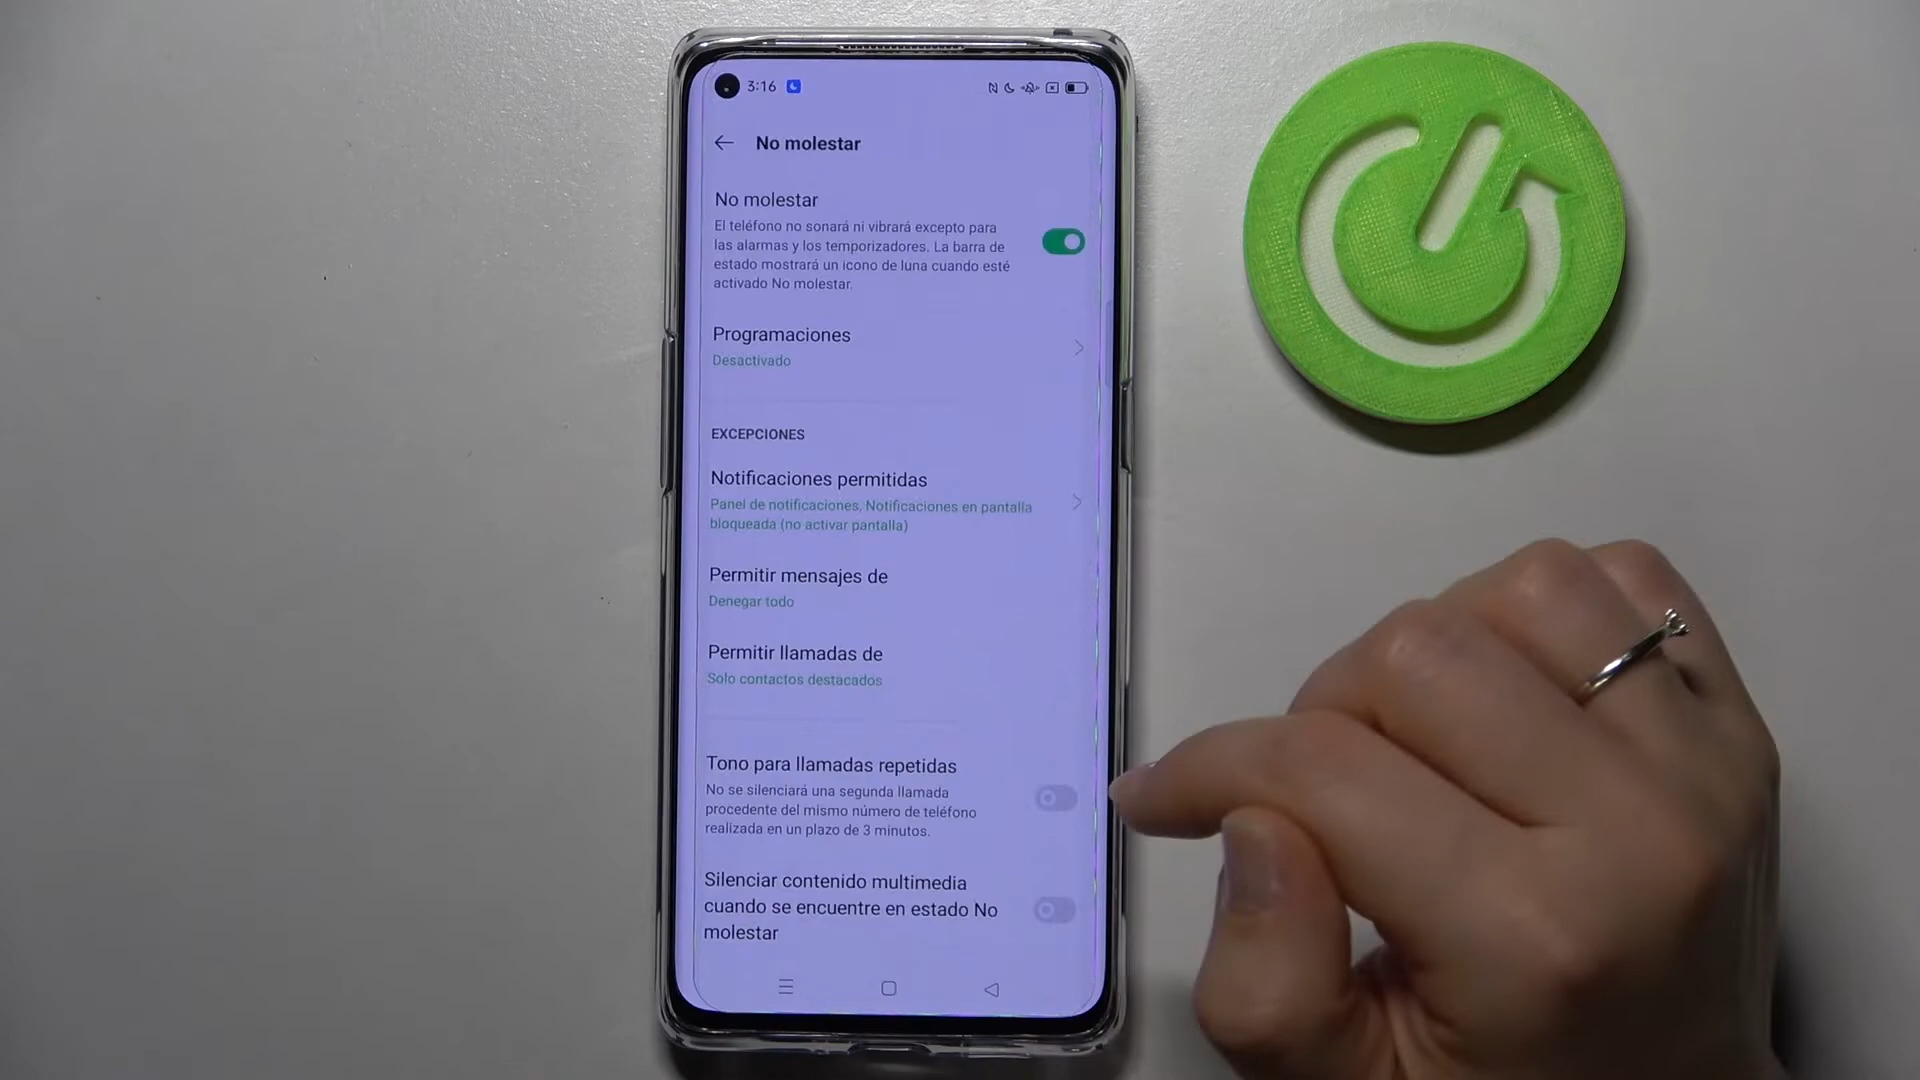 3:16
No molestar
No molestar
El teléfono no sonará ni vibrará excepto para
las alarmas y los temporizadores. La barra de
estado mostrará un icono de luna cuando esté
activado No molestar.
Programaciones
Desactivado
EXCEPCIONES
Notificaciones permitidas
Panel de notificaciones, Notificaciones en pantalla
bloqueada (no activar pantalla)
Permitir mensajes de
Denegar todo
Permitir llamadas de
Solo contactos destacados
Tono para llamadas repetidas
No se silenciará una segunda llamada
procedente del mismo número de teléfono
realizada en un plazo de 3 minutos.
Silenciar contenido multimedia
cuando se encuentre en estado No
molestar